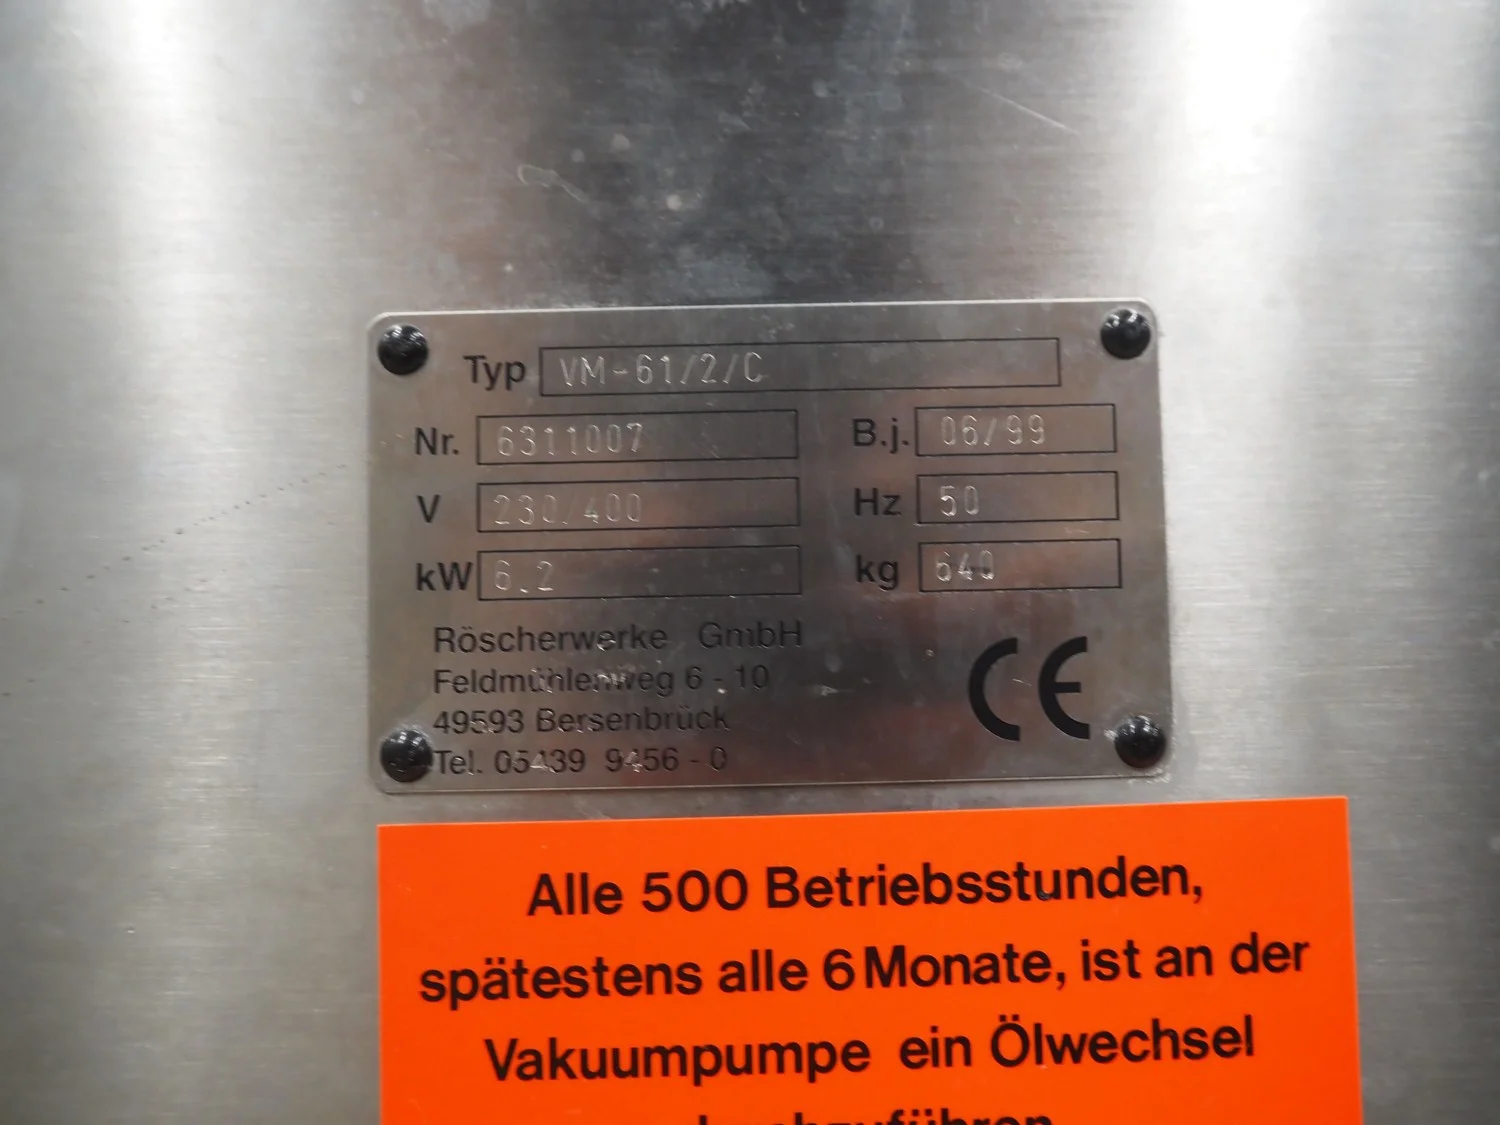 Typ VM-61/2/C
Nr. 6311007 B.j. 06/99
V 230/400 Hz 50
kW 6.2 kg 640
Röscherwerke GmbH
Feldmühlenweg 6 - 10
49593 Bersenbrück
Tel. 05439 9456 - 0
CE
Alle 500 Betriebsstunden,
spätestens alle 6 Monate, ist an der
Vakuumpumpe ein Ölwechsel
durchzuführen